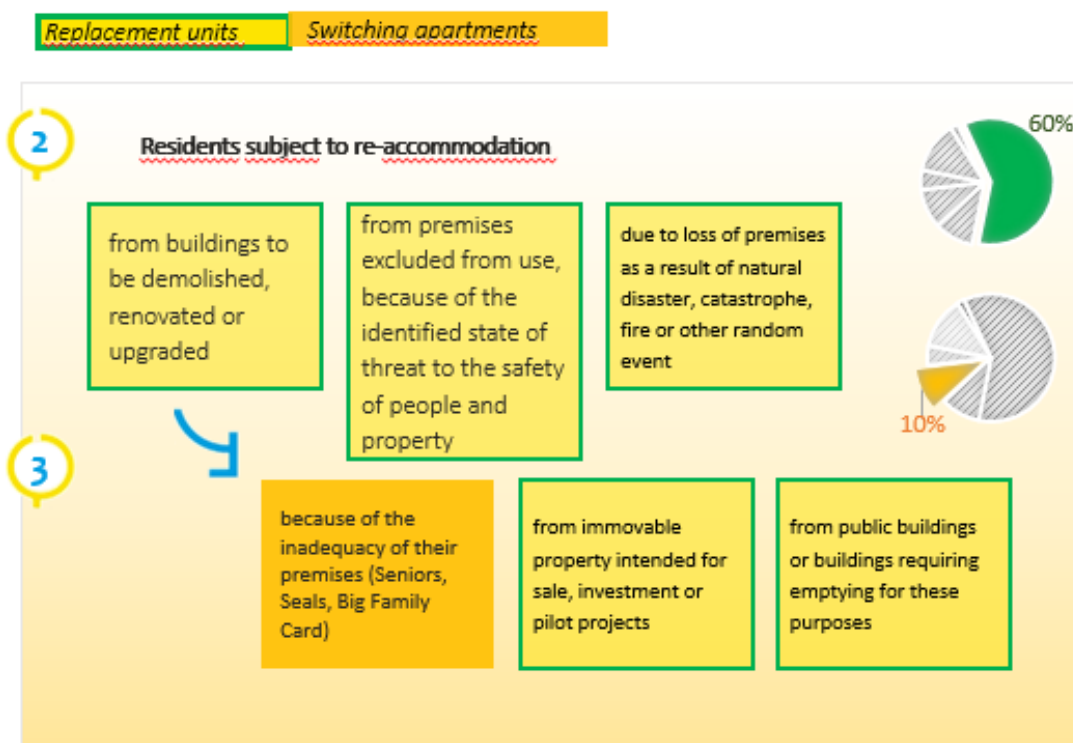 Replacement units
Switching apartments
2
Residents subject to re-accommodation
60%
from buildings to
be demolished,
renovated or
upgraded
from premises
excluded from use,
because of the
identified state of
threat to the safety
of people and
property
due to loss of premises
as a result of natural
disaster, catastrophe,
fire or other random
event
10%
3
because of the
inadequacy of their
premises (Seniors,
Seals, Big Family
Card)
from immovable
property intended for
sale, investment or
pilot projects
from public buildings
or buildings requiring
emptying for these
purposes